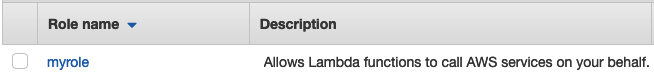 Role name Description
myrole Allows Lambda functions to call AWS services on your behalf.